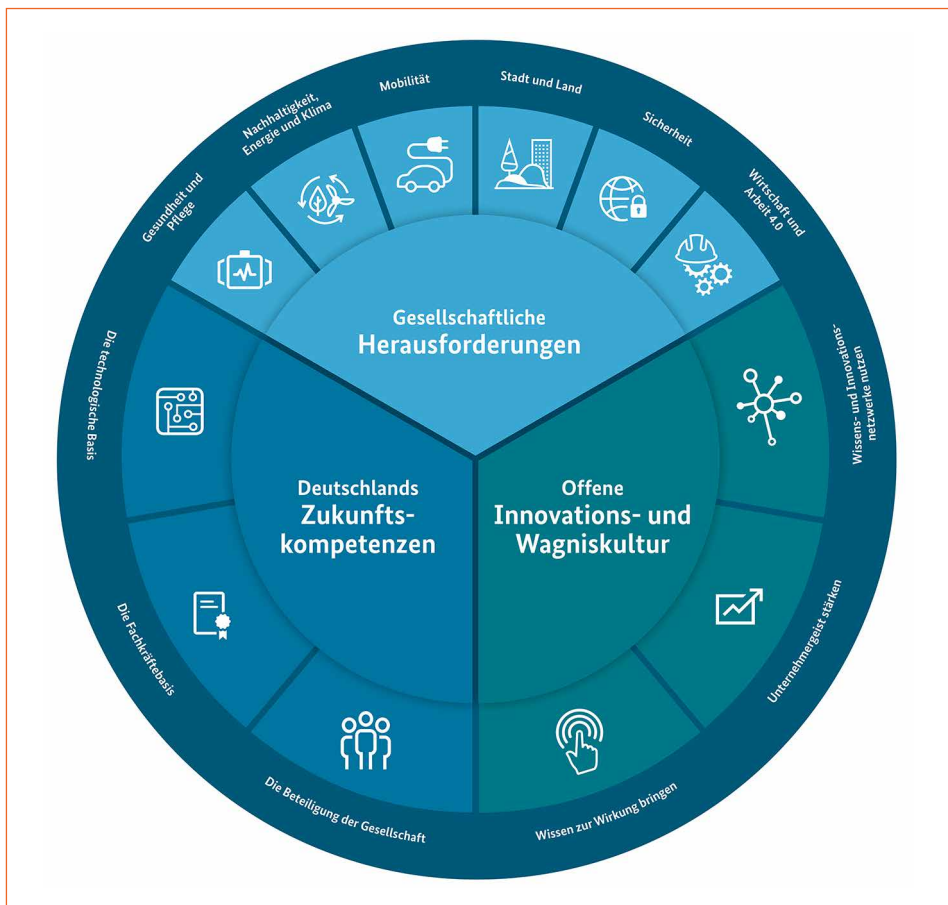 Gesundheit und
Pflege
Nachhaltigkeit,
Energie und Klima
Mobilität
Stadt und Land
Sicherheit
Wirtschaft und
Arbeit 4.0
Gesellschaftliche
Herausforderungen
Die technologische Basis
Die Fachkräftebasis
Die Beteiligung der Gesellschaft
Deutschlands
Zukunfts-
kompetenzen
Offene
Innovations- und
Wagniskultur
Wissens- und Innovations-
netzwerke nutzen
Unternehmergeist stärken
Wissen zur Wirkung bringen